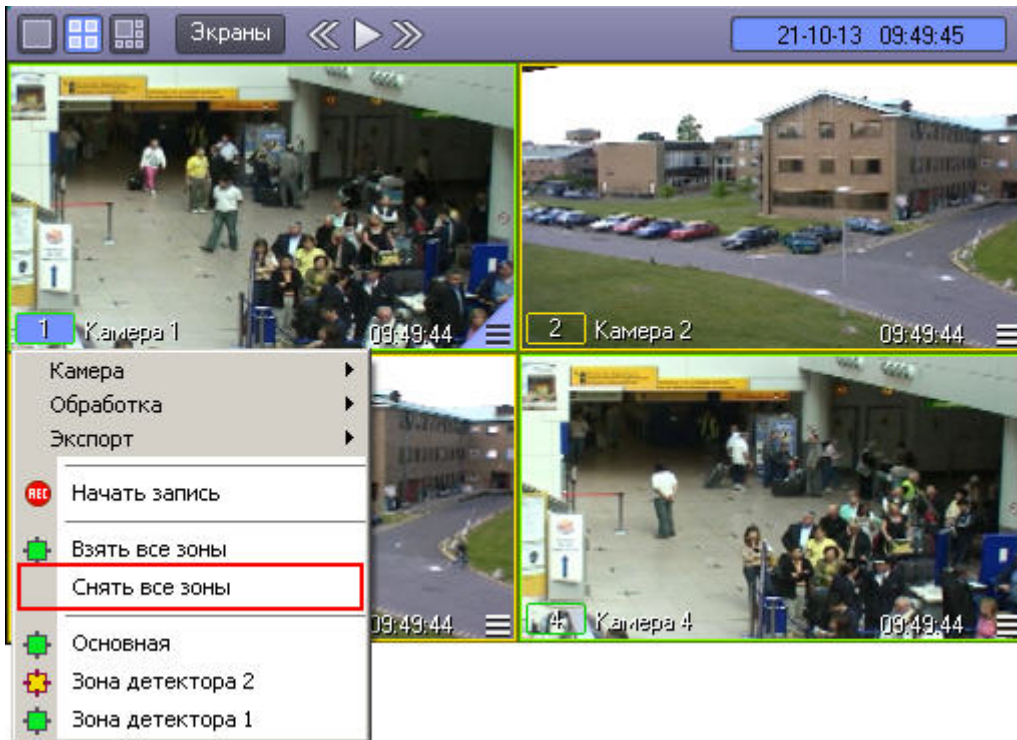 Экраны
21-10-13 09:49:45
1 Камера 1 09:49:44
2 Камера 2 09:49:44
Камера
Обработка
Экспорт
REC Начать запись
Взять все зоны
Снять все зоны
09:49:44
4 Камера 4 09:49:44
Основная
Зона детектора 2
Зона детектора 1